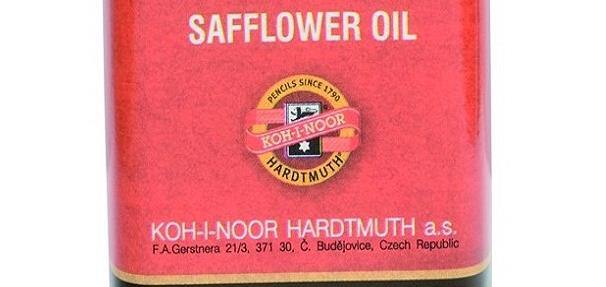 SAFFLOWER OIL
PENCILS SINCE 1790
KOH-I-NOOR
HARDTMUTH
KOH-I-NOOR HARDTMUTH a.s.
F.A.Gerstnera 21/3, 371 30, Č. Budějovice, Czech Republic